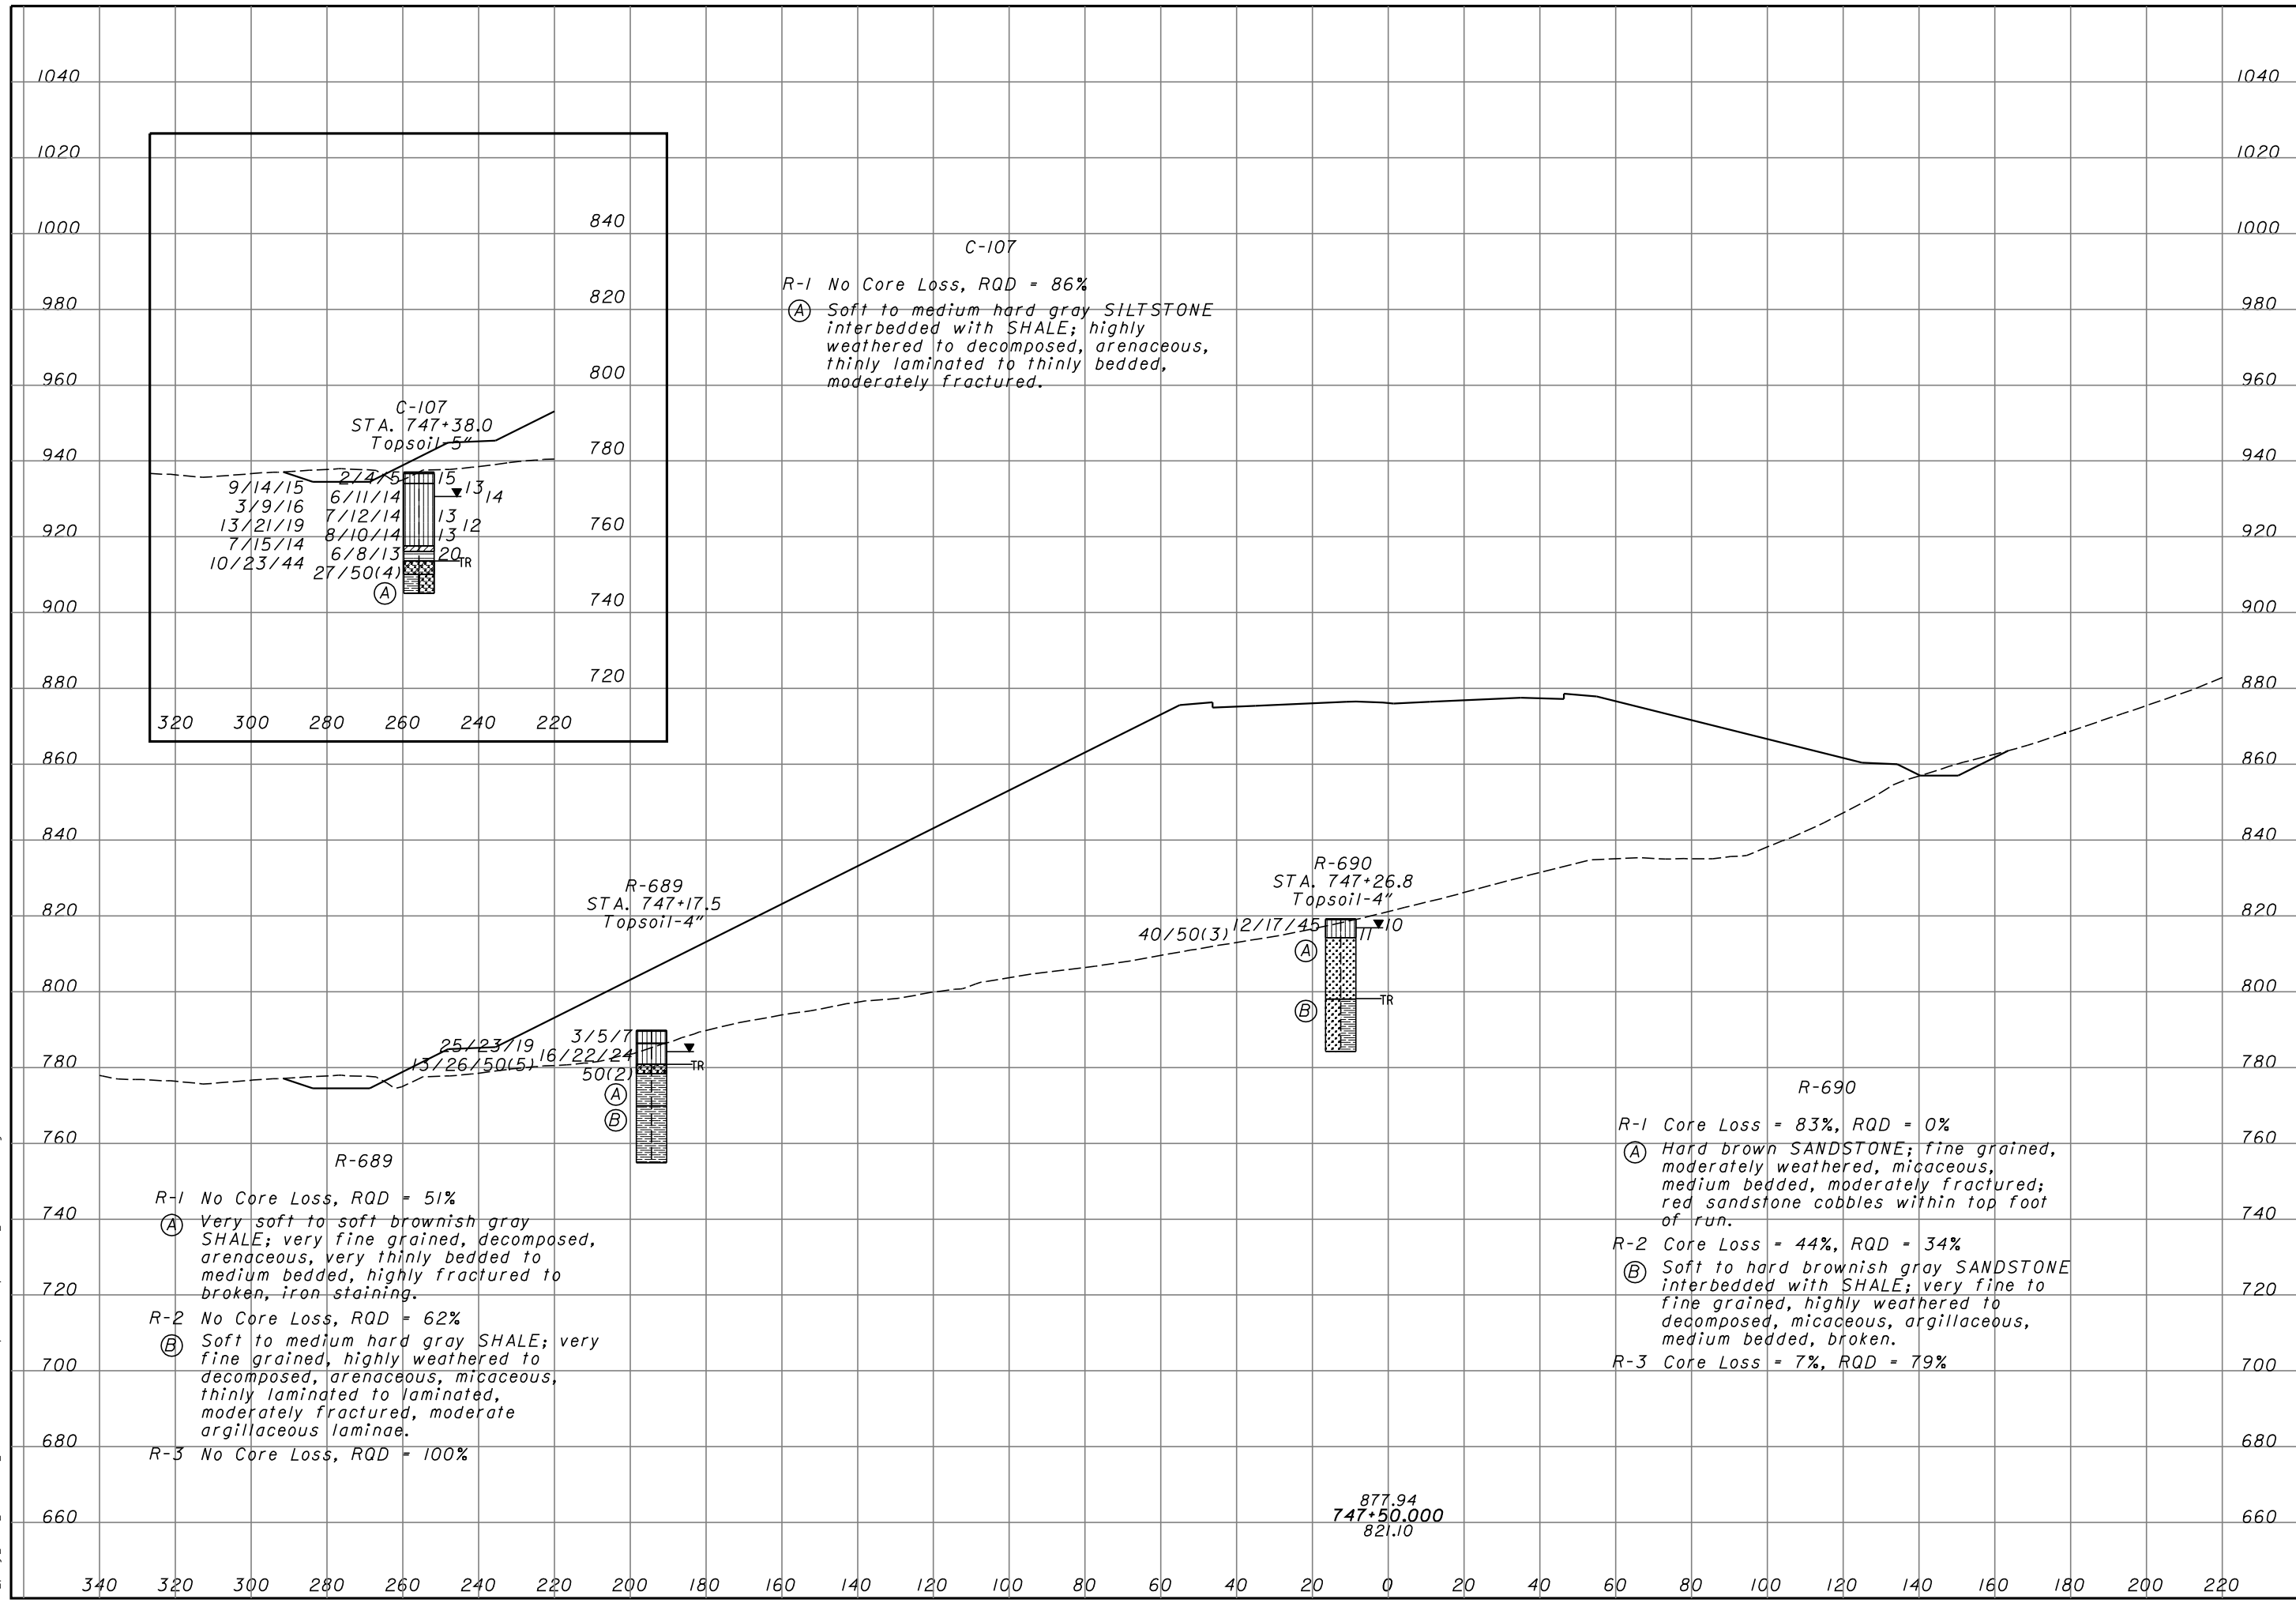 1040
1040
1020
1020
1000
840
1000
C-107
R-1 No Core Loss, RQD = 86%
980
820
980
A Soft to medium hard gray SILTSTONE
interbedded with SHALE; highly
weathered to decomposed, arenaceous,
thinly laminated to thinly bedded,
moderately fractured.
960
800
960
C-107
STA. 747+38.0
Topsoil-5"
940
780
940
2/4/5 15
9/14/15 13
6/11/14 14
3/9/16
7/12/14 13
13/21/19 12
920
760
920
8/10/14 13
7/15/14
6/8/13 20
10/23/44 TR
27/50(4)
A
900
740
900
880
720
880
320 300 280 260 240 220
860
860
840
840
R-690
STA. 747+26.8
Topsoil-4"
R-689
STA. 747+17.5
Topsoil-4"
820
820
12/17/45 10
40/50(3) 11
A
800
800
TR
B
3/5/7
25/23/19
16/22/24
13/26/50(5)
TR
50(2)
780
780
A
B
R-690
R-1 Core Loss = 83%, RQD = 0%
A Hard brown SANDSTONE; fine grained,
moderately weathered, micaceous,
medium bedded, moderately fractured;
red sandstone cobbles within top foot
of run.
R-2 Core Loss = 44%, RQD = 34%
B Soft to hard brownish gray SANDSTONE
interbedded with SHALE; very fine to
fine grained, highly weathered to
decomposed, micaceous, argillaceous,
medium bedded, broken.
R-3 Core Loss = 7%, RQD = 79%
760
760
R-689
R-1 No Core Loss, RQD = 51%
A Very soft to soft brownish gray
SHALE; very fine grained, decomposed,
arenaceous, very thinly bedded to
medium bedded, highly fractured to
broken, iron staining.
R-2 No Core Loss, RQD = 62%
B Soft to medium hard gray SHALE; very
fine grained, highly weathered to
decomposed, arenaceous, micaceous,
thinly laminated to laminated,
moderately fractured, moderate
argillaceous laminae.
R-3 No Core Loss, RQD = 100%
740
740
720
720
700
700
680
680
660
660
877.94
747+50.000
821.10
340 320 300 280 260 240 220 200 180 160 140 120 100 80 60 40 20 0 20 40 60 80 100 120 140 160 180 200 220